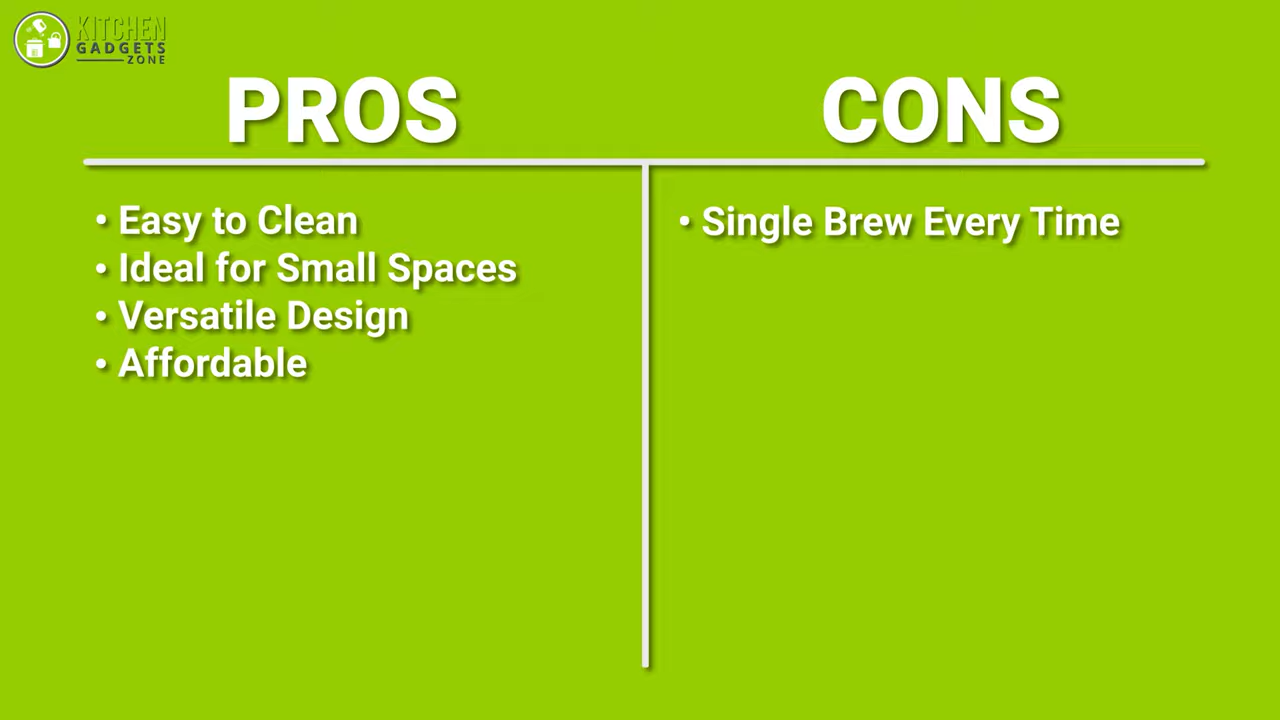 KITCHEN
GADGETS
ZONE
PROS
CONS
• Easy to Clean
• Ideal for Small Spaces
• Versatile Design
• Affordable
• Single Brew Every Time